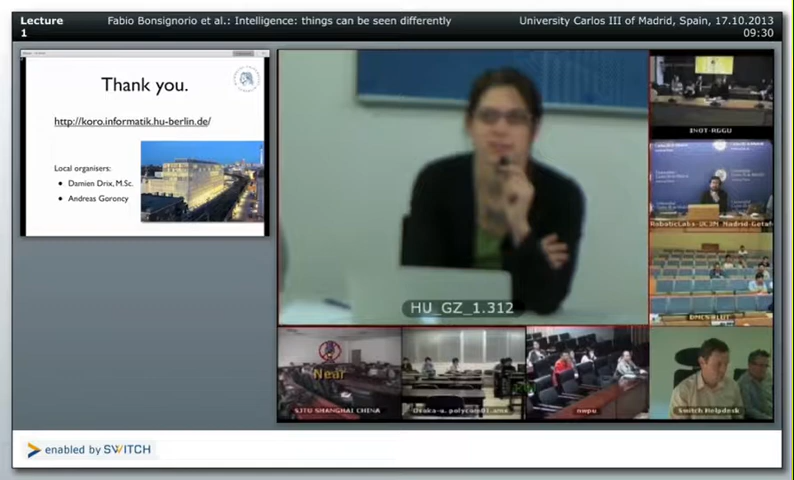 Lecture
1
Fabio Bonsignorio et al.: Intelligence: things can be seen differently
University Carlos III of Madrid, Spain, 17.10.2013
09:30
Thank you.
http://koro.informatik.hu-berlin.de/
Local organisers:
Damien Drix, M.Sc.
Andreas Goroncy
HU_GZ_1.312
Near
SJTU SHANGHAI CHINA
nwpu
Switch Helpdesk
enabled by SWITCH